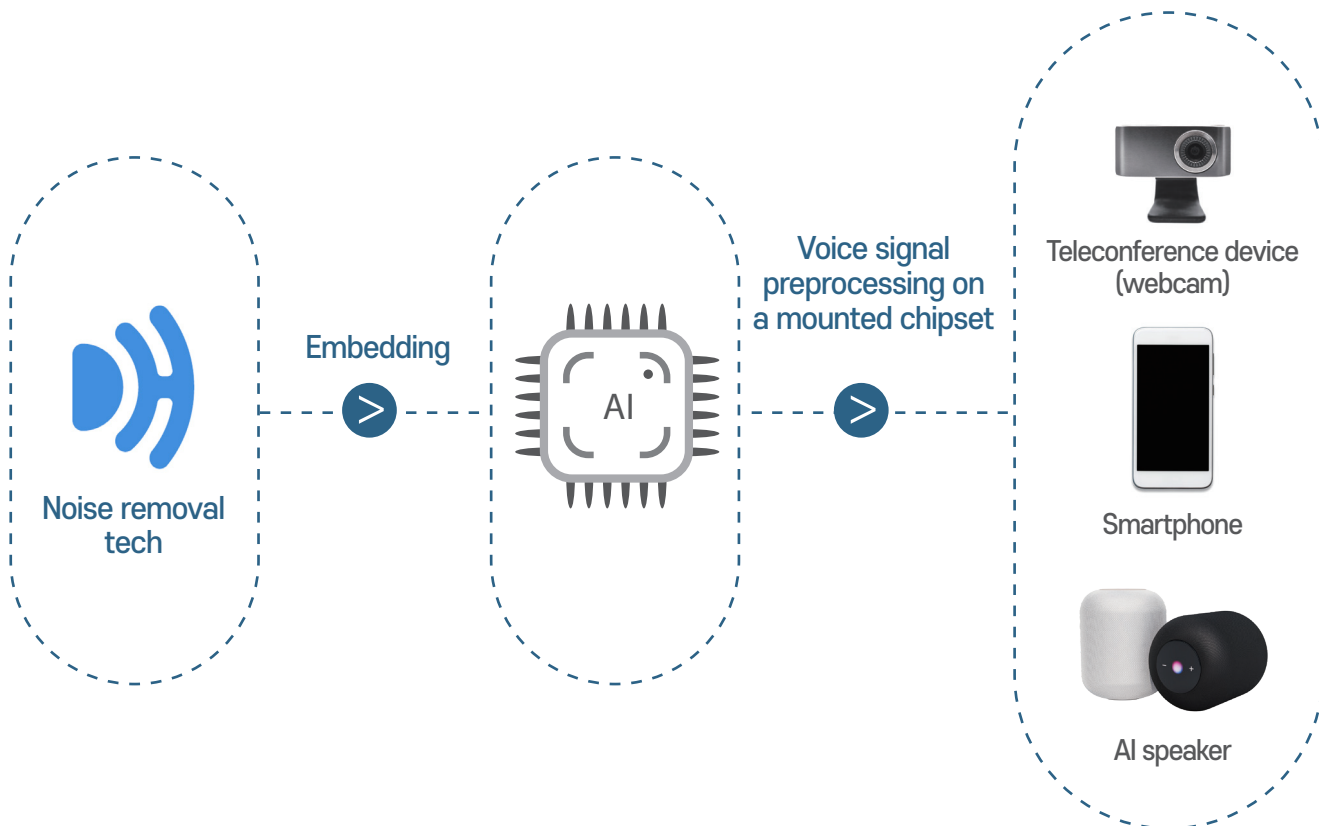 Noise removal
tech
Embedding
>
AI
Voice signal
preprocessing on
a mounted chipset
>
Teleconference device
(webcam)
Smartphone
- +
AI speaker